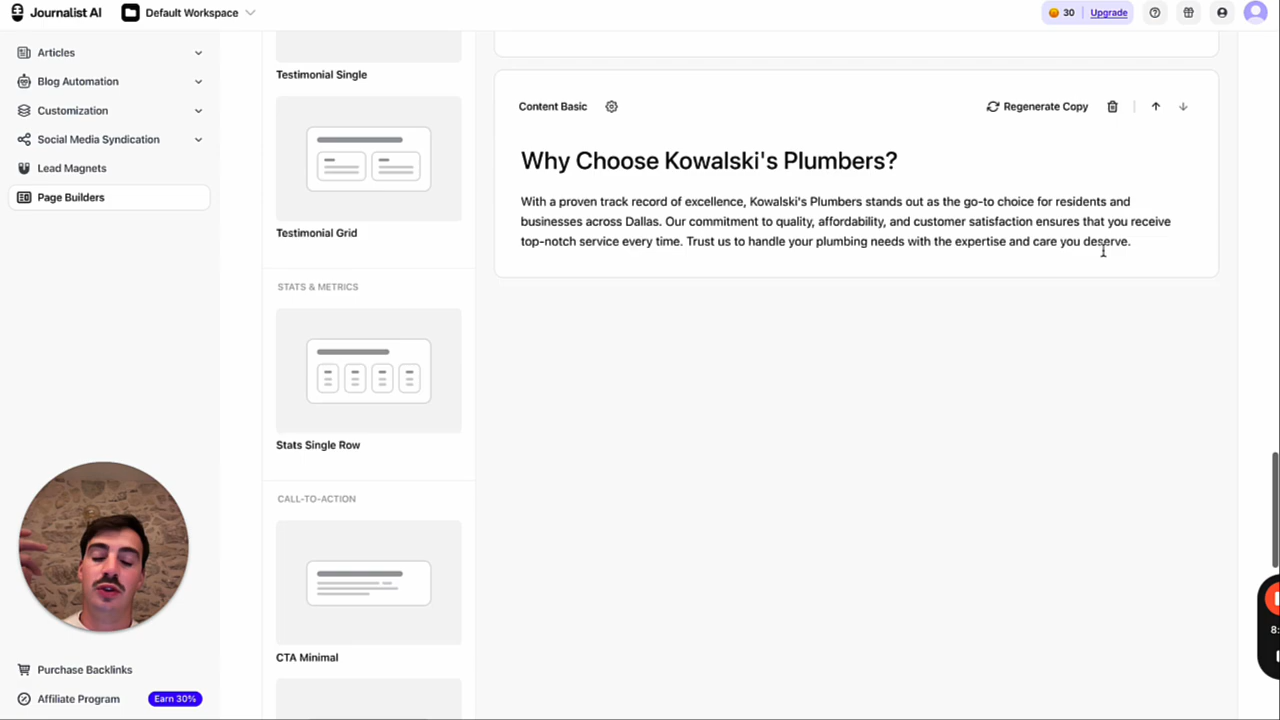 Journalist AI
Default Workspace
30
Upgrade
Articles
Blog Automation
Customization
Social Media Syndication
Lead Magnets
Page Builders
Purchase Backlinks
Affiliate Program
Earn 30%
Testimonial Single
Testimonial Grid
STATS & METRICS
Stats Single Row
CALL-TO-ACTION
CTA Minimal
Content Basic
Regenerate Copy
Why Choose Kowalski's Plumbers?
With a proven track record of excellence, Kowalski's Plumbers stands out as the go-to choice for residents and
businesses across Dallas. Our commitment to quality, affordability, and customer satisfaction ensures that you receive
top-notch service every time. Trust us to handle your plumbing needs with the expertise and care you deserve.
8: